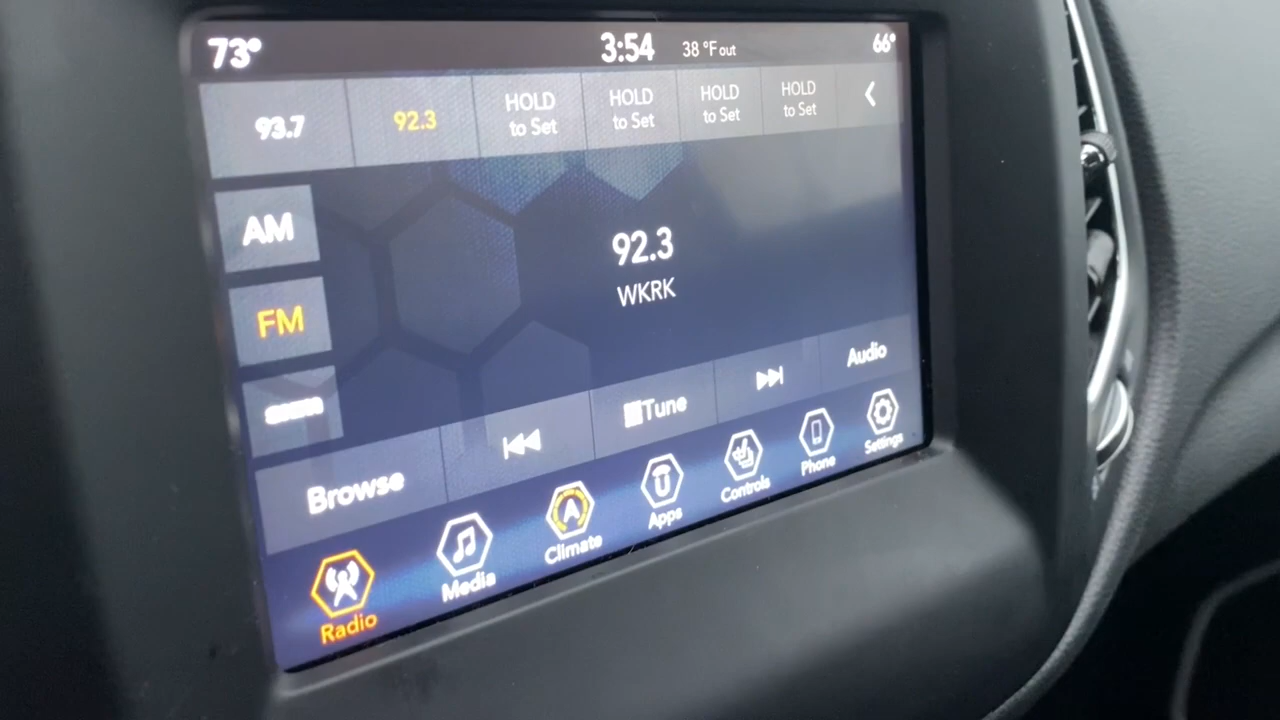 73° 3:54 38 °F out 66°
93.7 92.3 HOLD to Set HOLD to Set HOLD to Set HOLD to Set
AM
92.3
WKRK
FM
Browse Tune Audio
Radio Media Climate Apps Controls Phone Settings